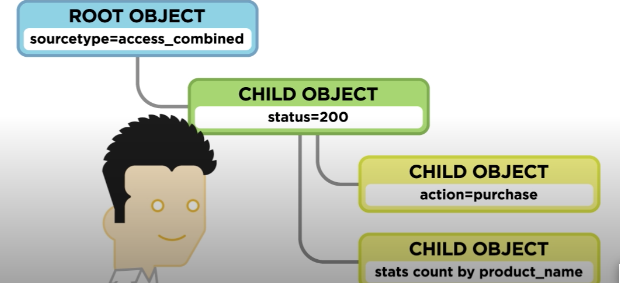 ROOT OBJECT
sourcetype=access_combined
CHILD OBJECT
status=200
CHILD OBJECT
action=purchase
CHILD OBJECT
stats count by product_name